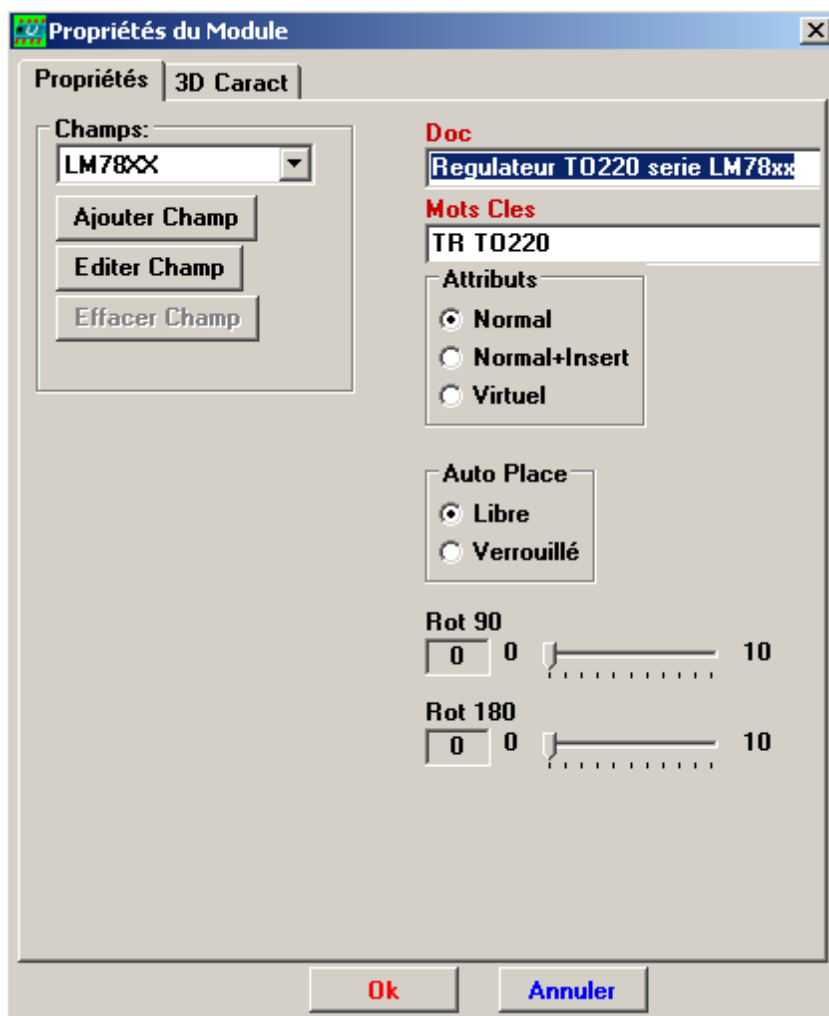 Propriétés du Module
Propriétés
3D Caract
Champs:
LM78XX
Ajouter Champ
Editer Champ
Effacer Champ
Doc
Regulateur TO220 serie LM78xx
Mots Cles
TR TO220
Attributs
Normal
Normal+Insert
Virtuel
Auto Place
Libre
Verrouillé
Rot 90
0 0 10
Rot 180
0 0 10
Ok
Annuler